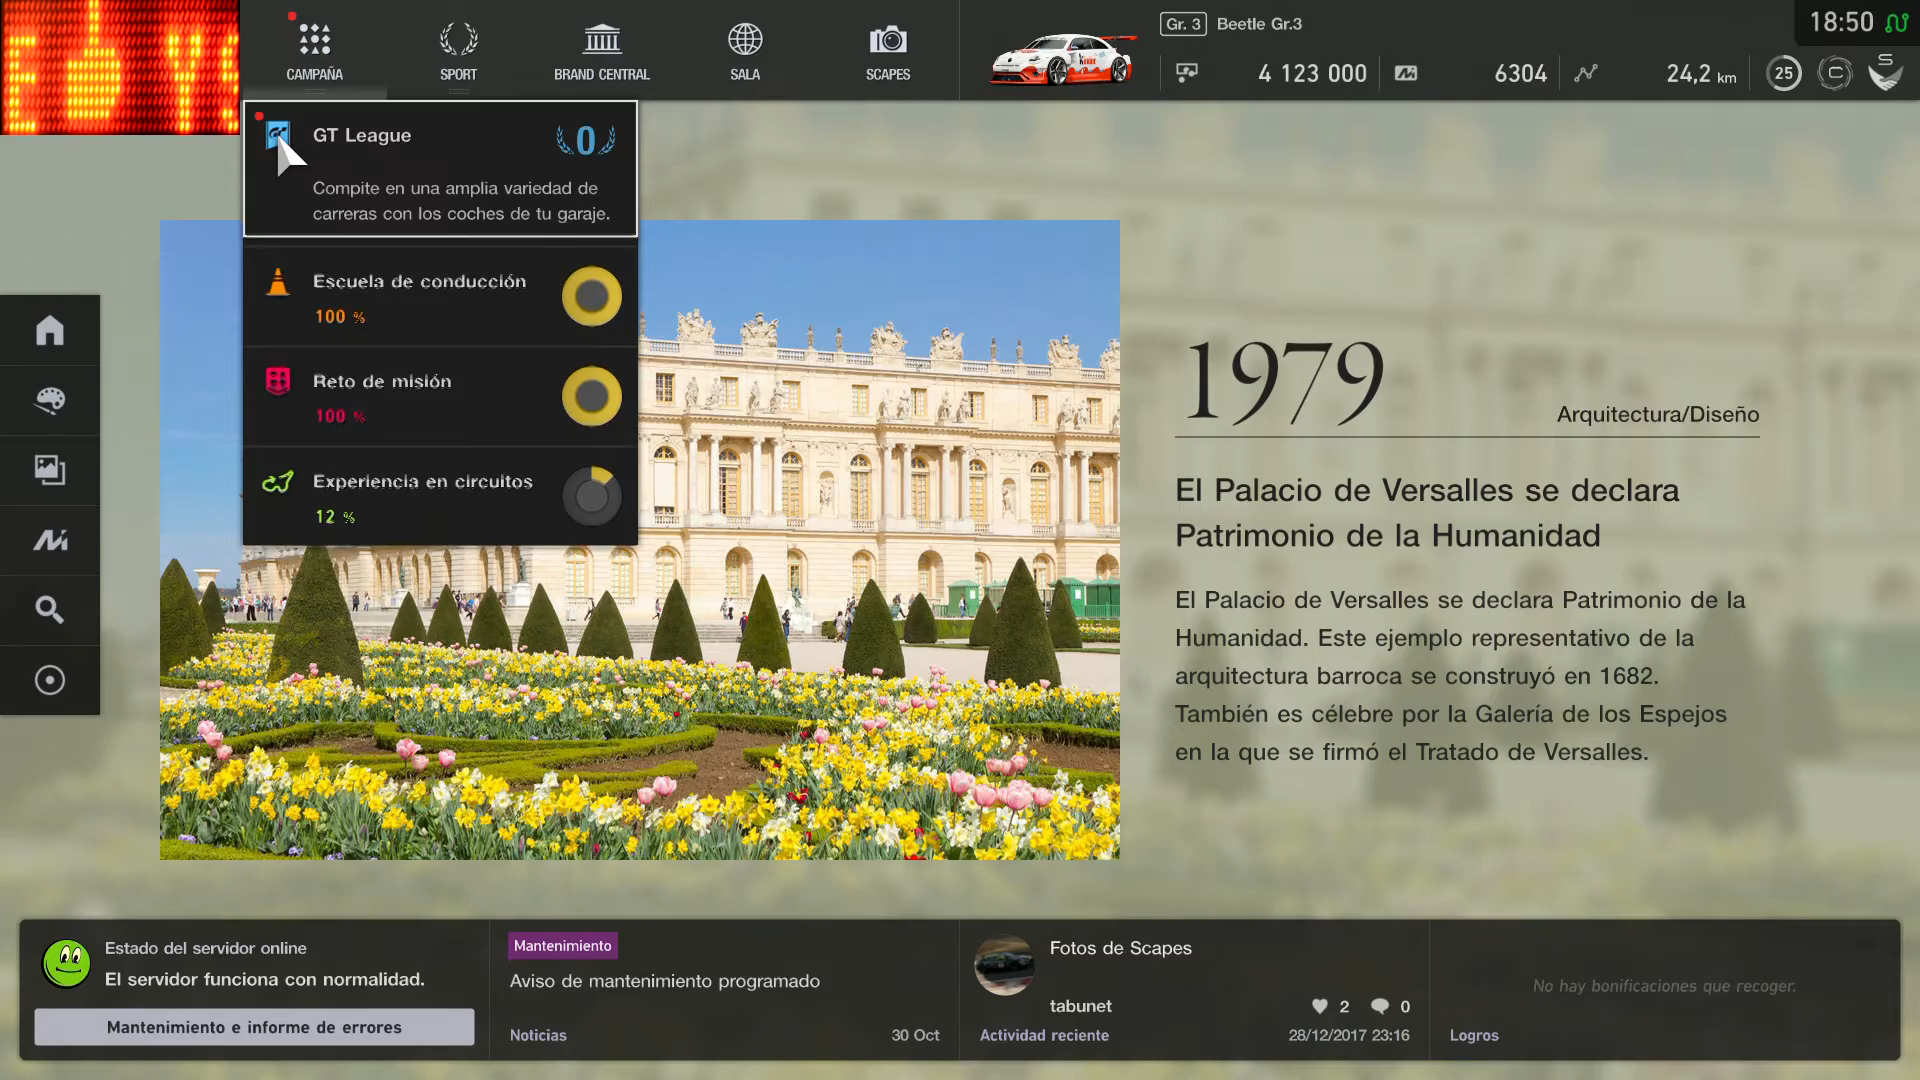 E
Y
CAMPAÑA
SPORT
BRAND CENTRAL
SALA
SCAPES
Gr. 3 Beetle Gr.3
4 123 000
6304
24,2 km
25
C
S
18:50
GT League
0
Compite en una amplia variedad de
carreras con los coches de tu garaje.
Escuela de conducción
100 %
Reto de misión
100 %
Experiencia en circuitos
12 %
1979
Arquitectura/Diseño
El Palacio de Versalles se declara
Patrimonio de la Humanidad
El Palacio de Versalles se declara Patrimonio de la
Humanidad. Este ejemplo representativo de la
arquitectura barroca se construyó en 1682.
También es célebre por la Galería de los Espejos
en la que se firmó el Tratado de Versalles.
Estado del servidor online
El servidor funciona con normalidad.
Mantenimiento e informe de errores
Mantenimiento
Aviso de mantenimiento programado
Noticias
30 Oct
Fotos de Scapes
tabunet
2
0
Actividad reciente
28/12/2017 23:16
No hay bonificaciones que recoger.
Logros